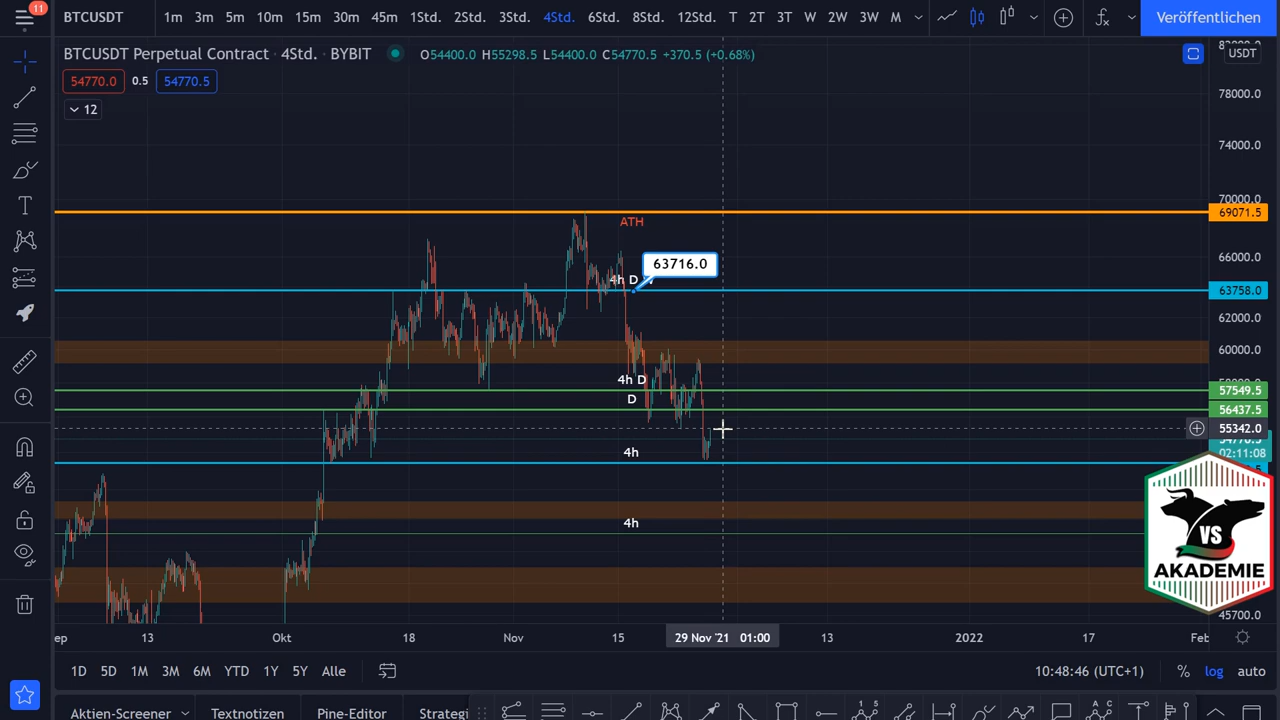 11
BTCUSDT 1m 3m 5m 10m 15m 30m 45m 1Std. 2Std. 3Std. 4Std. 6Std. 8Std. 12Std. T 2T 3T W 2W 3W M Veröffentlichen
BTCUSDT Perpetual Contract · 4Std. · BYBIT O54400.0 H55298.5 L54400.0 C54770.5 +370.5 (+0.68%)
USDT
54770.0 0.5 54770.5
78000.0
12
74000.0
70000.0
69071.5
ATH
66000.0
63716.0
4h D
63758.0
62000.0
60000.0
4h D
57549.5
D
56437.5
55342.0
4h
02:11:08
4h
VS
AKADEMIE
45700.0
13 Okt 18 Nov 15 29 Nov '21 01:00 13 2022 17 Feb
1D 5D 1M 3M 6M YTD 1Y 5Y Alle 10:48:46 (UTC+1) % log auto
Aktien-Screener Textnotizen Pine-Editor